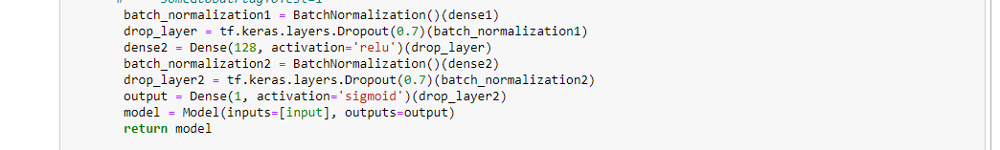 batch_normalization1 = BatchNormalization()(dense1)
drop_layer = tf.keras.layers.Dropout(0.7)(batch_normalization1)
dense2 = Dense(128, activation='relu')(drop_layer)
batch_normalization2 = BatchNormalization()(dense2)
drop_layer2 = tf.keras.layers.Dropout(0.7)(batch_normalization2)
output = Dense(1, activation='sigmoid')(drop_layer2)
model = Model(inputs=[input], outputs=output)
return model